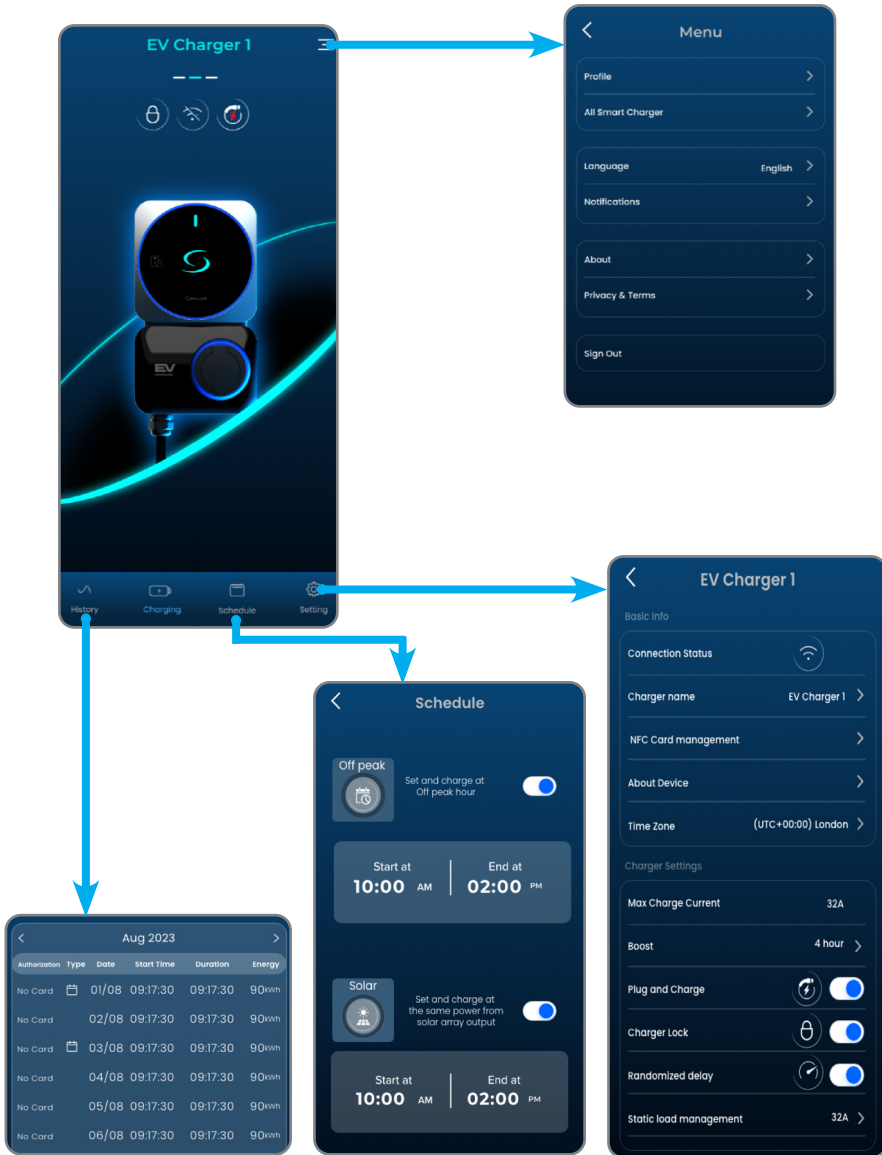 EV Charger 1
EV
History
Charging
Schedule
Setting
Menu
Profile
All Smart Charger
Language English
Notifications
About
Privacy & Terms
Sign Out
Schedule
Off peak
Set and charge at
Off peak hour
Start at End at
10:00 AM 02:00 PM
Solar
Set and charge at
the same power from
solar array output
Start at End at
10:00 AM 02:00 PM
EV Charger 1
Basic Info
Connection Status
Charger name EV Charger 1
NFC Card management
About Device
Time Zone (UTC+00:00) London
Charger Settings
Max Charge Current 32A
Boost 4 hour
Plug and Charge
Charger Lock
Randomized delay
Static load management 32A
Aug 2023
Authorization Type Date Start Time Duration Energy
No Card 01/08 09:17:30 09:17:30 90kWh
No Card 02/08 09:17:30 09:17:30 90kWh
No Card 03/08 09:17:30 09:17:30 90kWh
No Card 04/08 09:17:30 09:17:30 90kWh
No Card 05/08 09:17:30 09:17:30 90kWh
No Card 06/08 09:17:30 09:17:30 90kWh